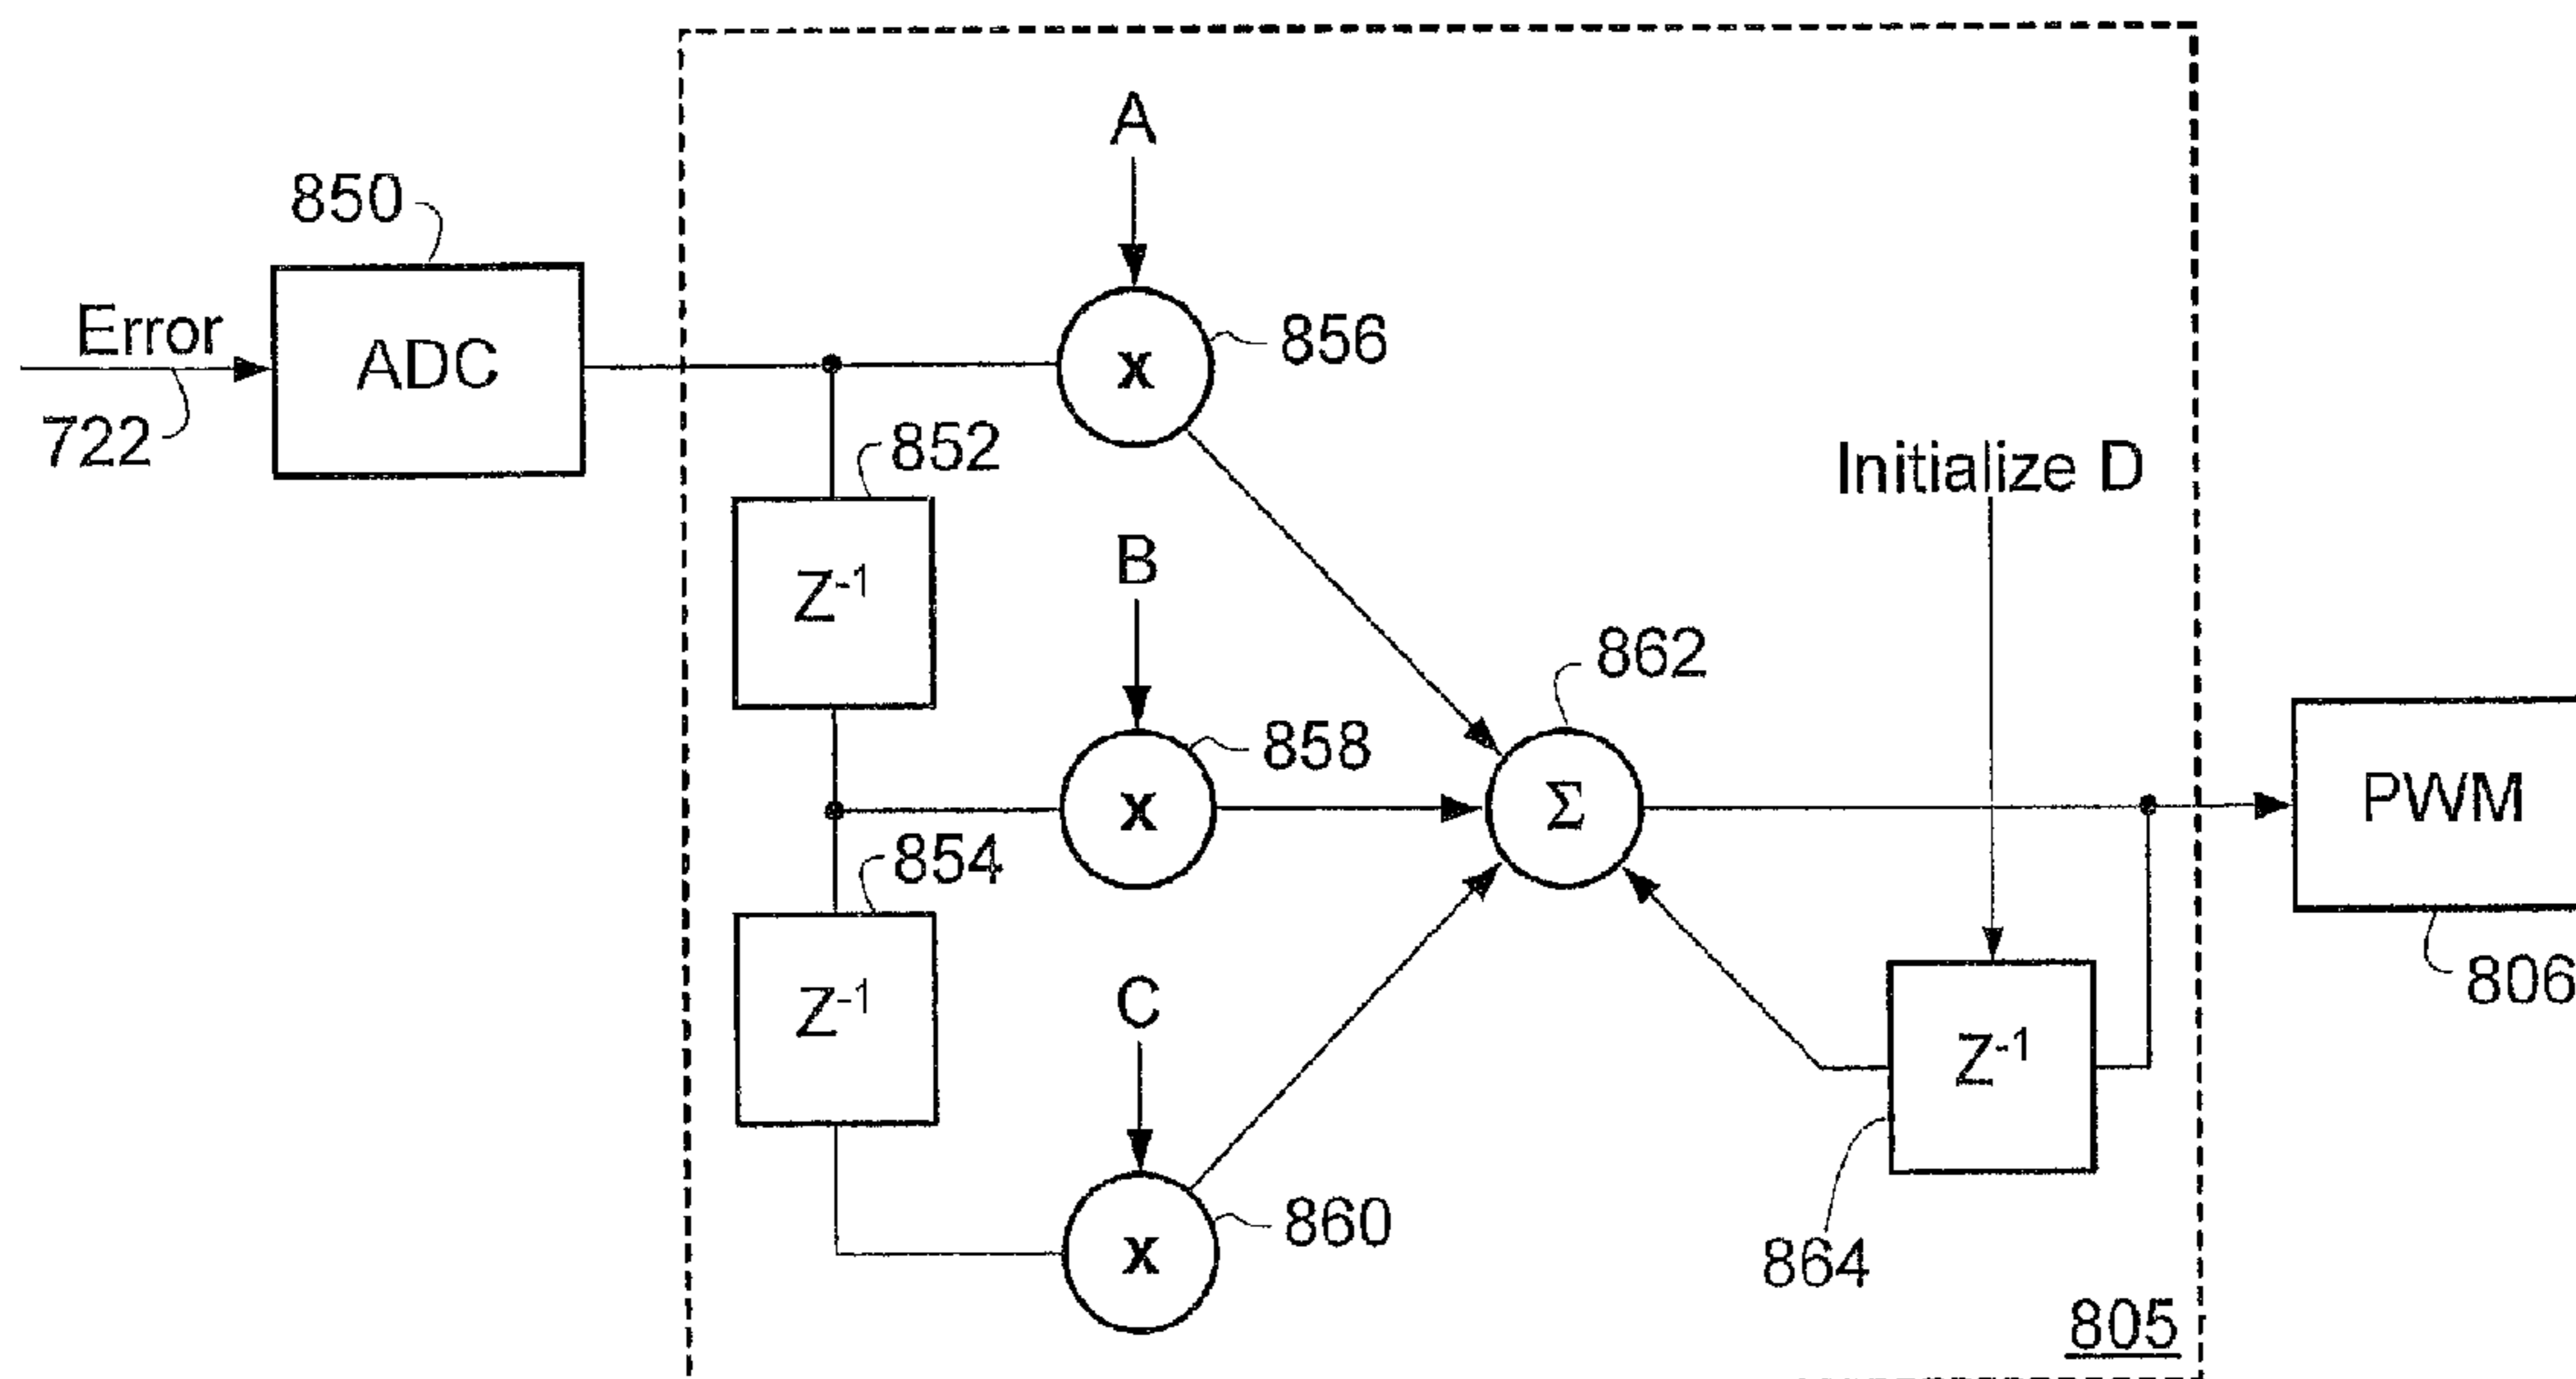 A
850
Error
ADC
722
x
856
852
Z-1
B
Initialize D
862
858
x
Σ
PWM
806
854
Z-1
C
Z-1
860
x
864
805